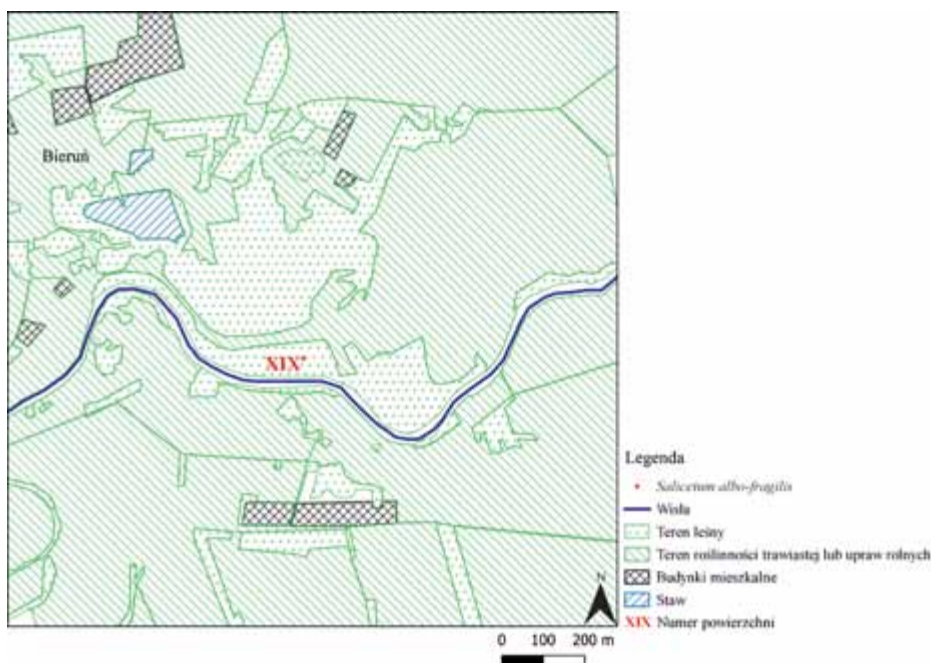 Bieruń
XIX
Legenda
Salicetum albo-fragilis
Wisła
Teren leśny
Teren roślinności trawiastej lub upraw rolnych
Budynki mieszkalne
Staw
XIX Numer powierzchni
N
0 100 200 m